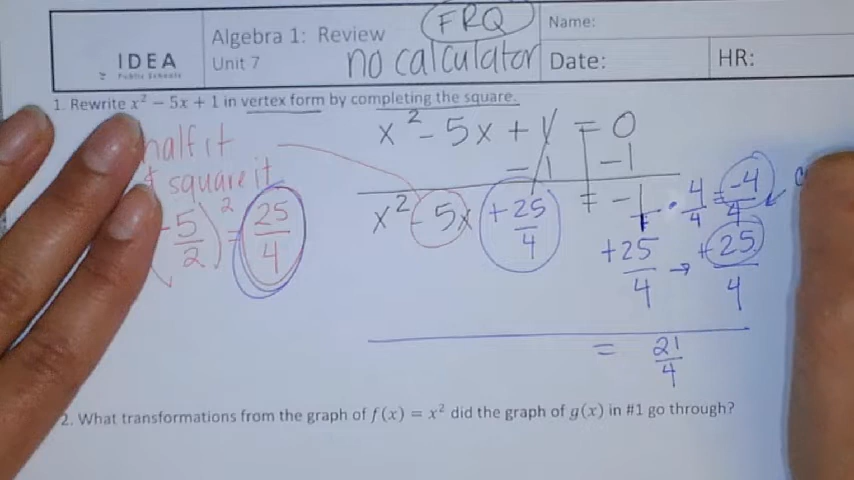 IDEA
Public Schools
Algebra 1: Review
Unit 7
FRQ
no calculator
Name:
Date:
HR:
1. Rewrite x² − 5x + 1 in vertex form by completing the square.
half it
square it
x² - 5x + 1 = 0
- 1 - 1
x² - 5x + 25/4 = - 1/1 • 4/4 = -4/4
-5/2)² = 25/4
+ 25/4 → + 25/4
= 21/4
2. What transformations from the graph of f(x) = x² did the graph of g(x) in #1 go through?